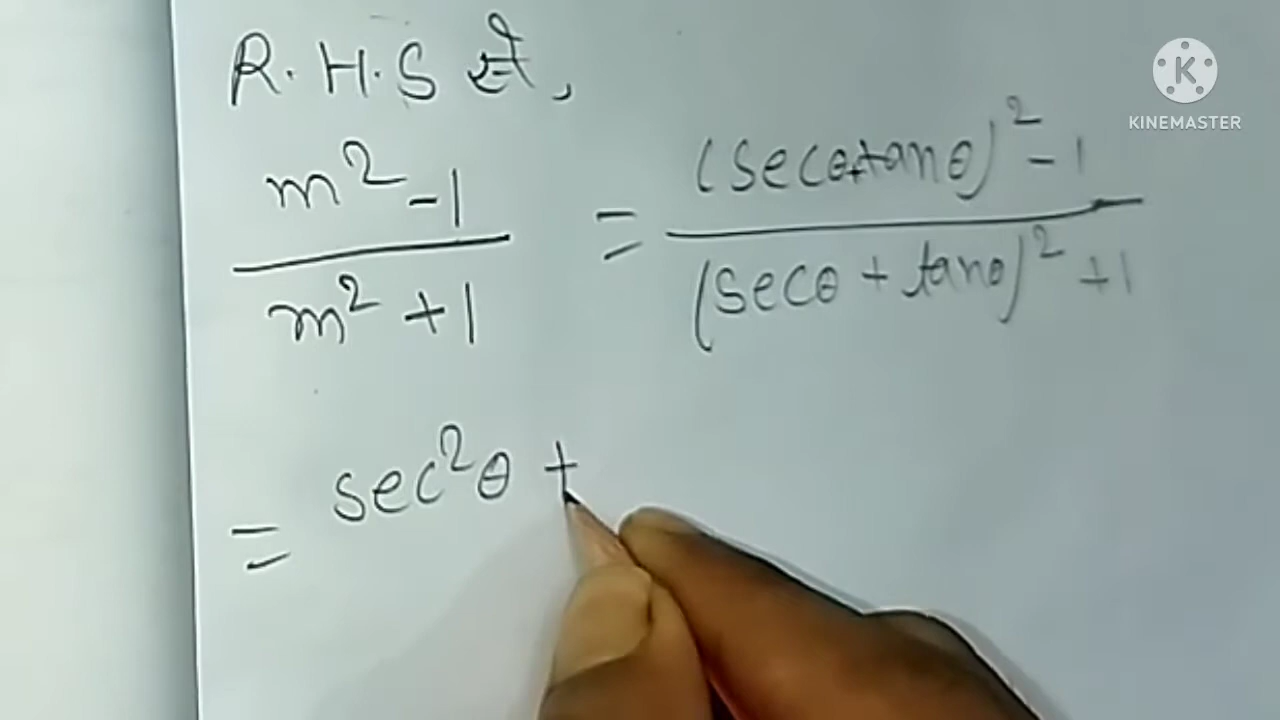 R.H.S से,
m²-1 / m²+1 = (secθ+tanθ)²-1 / (secθ + tanθ)²+1
= sec²θ +
K
KINEMASTER